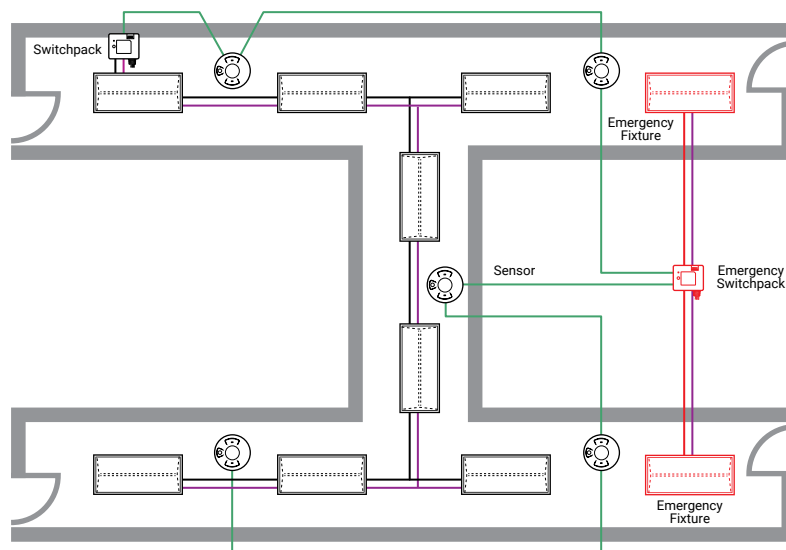 Switchpack
Emergency
Fixture
Sensor
Emergency
Switchpack
Emergency
Fixture